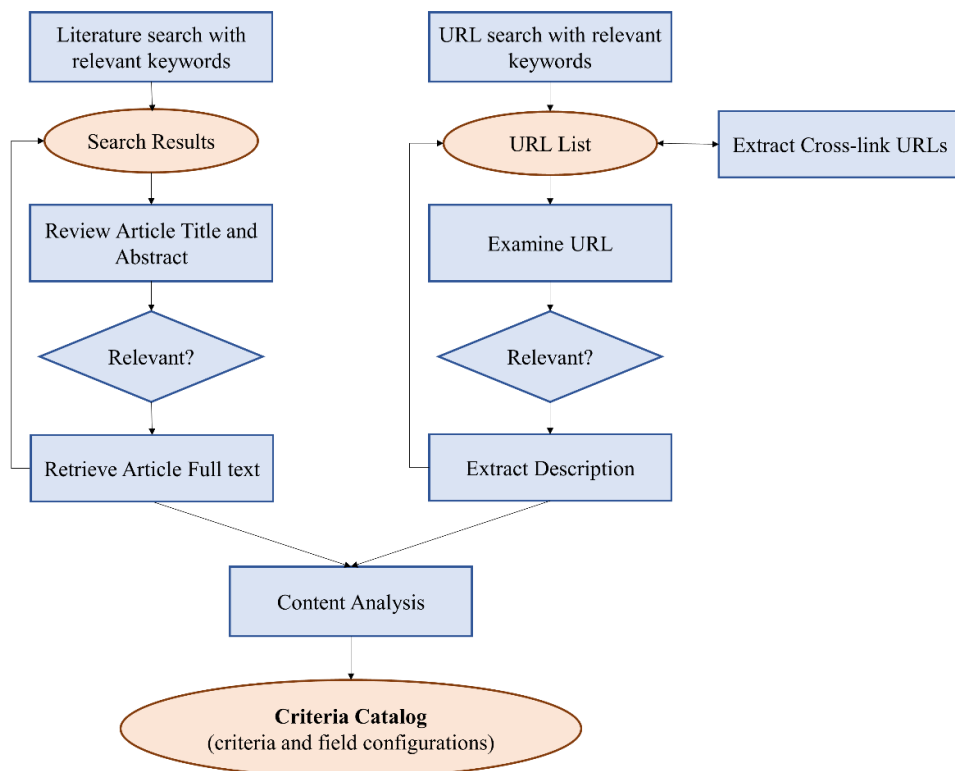 Literature search with
relevant keywords
URL search with relevant
keywords
Search Results
URL List
Extract Cross-link URLs
Review Article Title and
Abstract
Examine URL
Relevant?
Relevant?
Retrieve Article Full text
Extract Description
Content Analysis
Criteria Catalog
(criteria and field configurations)